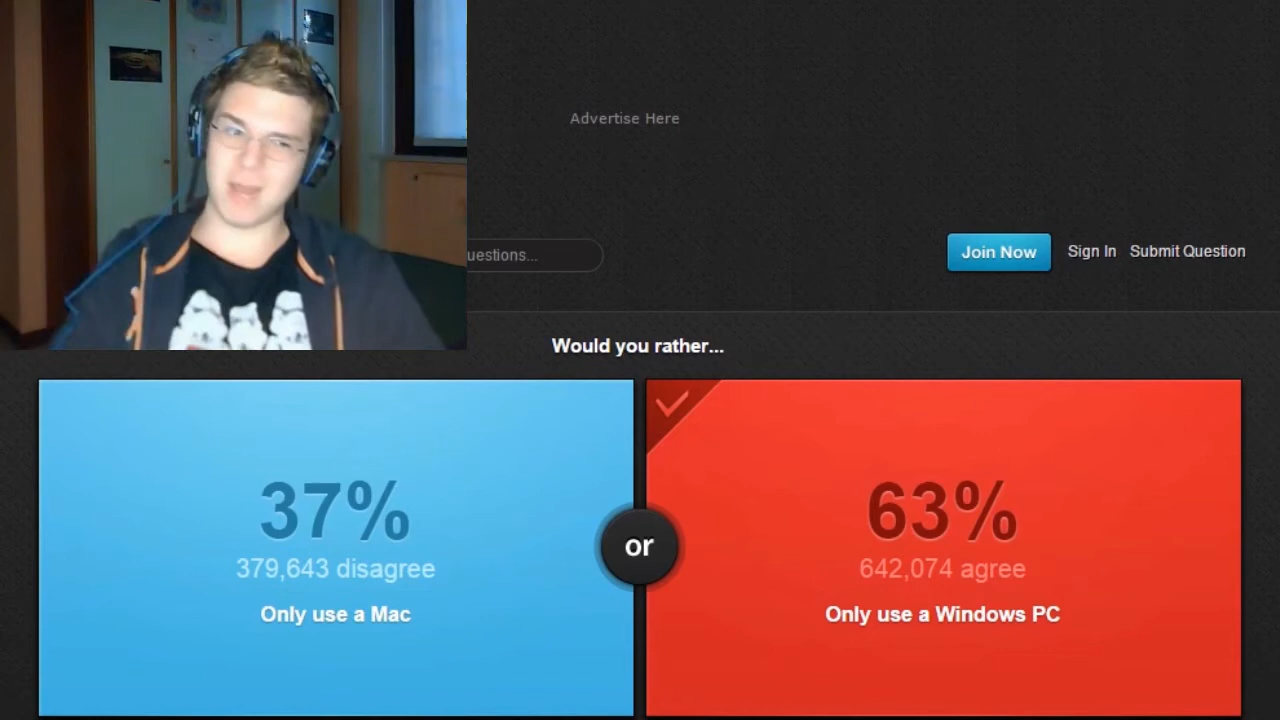 Advertise Here
uestions...
Join Now
Sign In
Submit Question
Would you rather...
37%
379,643 disagree
Only use a Mac
or
63%
642,074 agree
Only use a Windows PC